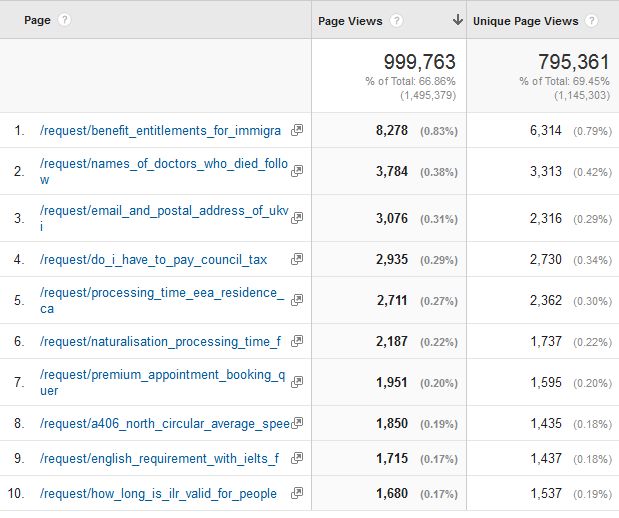 Page ? Page Views ? Unique Page Views ?
999,763 795,361
% of Total: 66.86% % of Total: 69.45%
(1,495,379) (1,145,303)
1. /request/benefit_entitlements_for_immigra 8,278 (0.83%) 6,314 (0.79%)
2. /request/names_of_doctors_who_died_follo
w 3,784 (0.38%) 3,313 (0.42%)
3. /request/email_and_postal_address_of_ukv
i 3,076 (0.31%) 2,316 (0.29%)
4. /request/do_i_have_to_pay_council_tax 2,935 (0.29%) 2,730 (0.34%)
5. /request/processing_time_eea_residence_
ca 2,711 (0.27%) 2,362 (0.30%)
6. /request/naturalisation_processing_time_f 2,187 (0.22%) 1,737 (0.22%)
7. /request/premium_appointment_booking_q
uer 1,951 (0.20%) 1,595 (0.20%)
8. /request/a406_north_circular_average_spee 1,850 (0.19%) 1,435 (0.18%)
9. /request/english_requirement_with_ielts_f 1,715 (0.17%) 1,437 (0.18%)
10. /request/how_long_is_ilr_valid_for_people 1,680 (0.17%) 1,537 (0.19%)